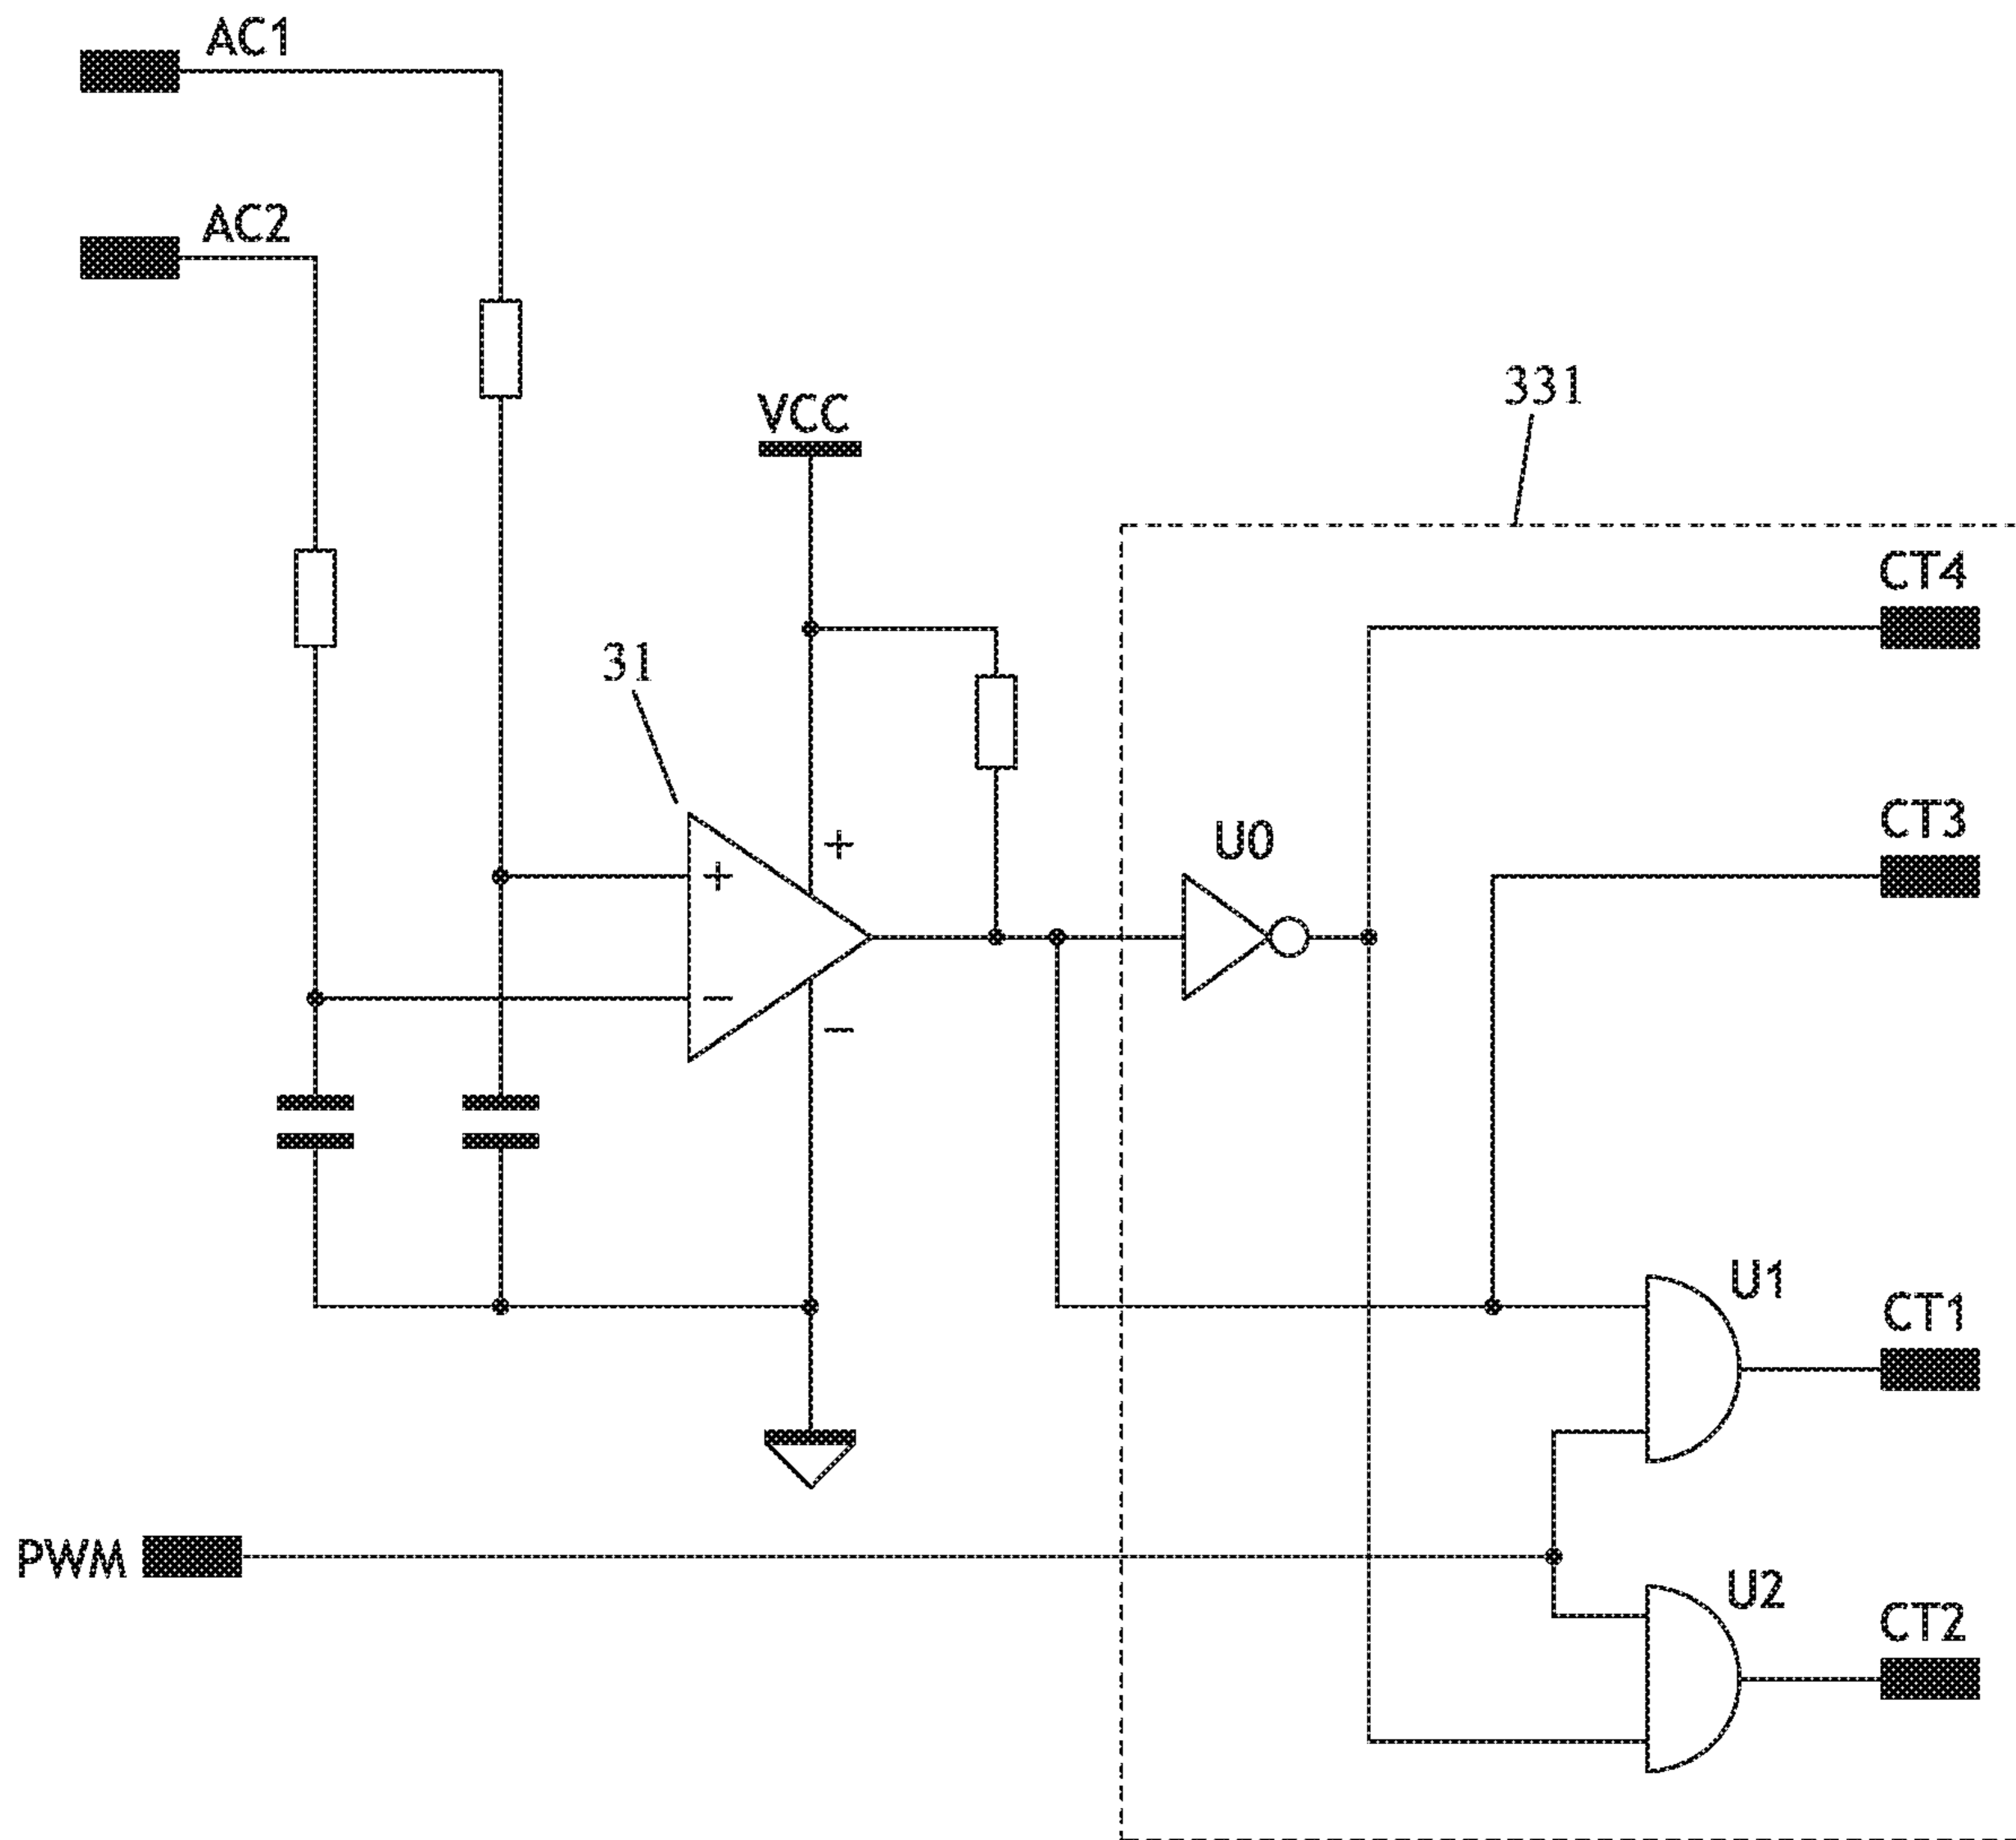 AC1
AC2
VCC
331
CT4
31
CT3
+
U0
+
−
−
U1
CT1
PWM
U2
CT2